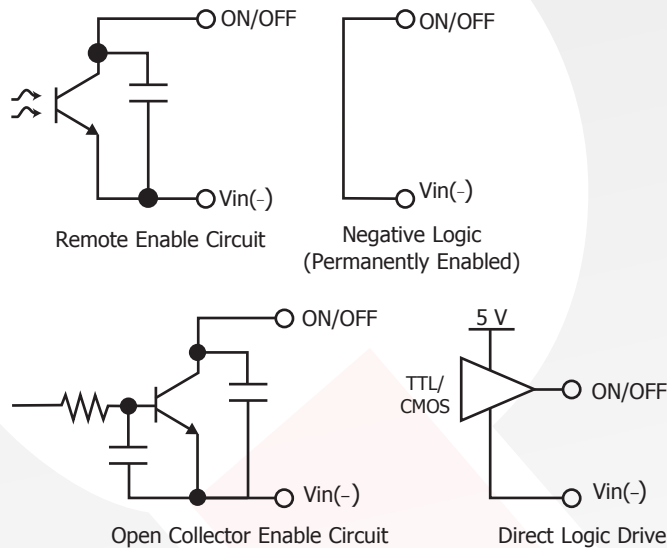 ON/OFF
Vin(–)
Remote Enable Circuit
ON/OFF
Vin(–)
Negative Logic
(Permanently Enabled)
ON/OFF
Vin(–)
Open Collector Enable Circuit
5 V
TTL/
CMOS
ON/OFF
Vin(–)
Direct Logic Drive